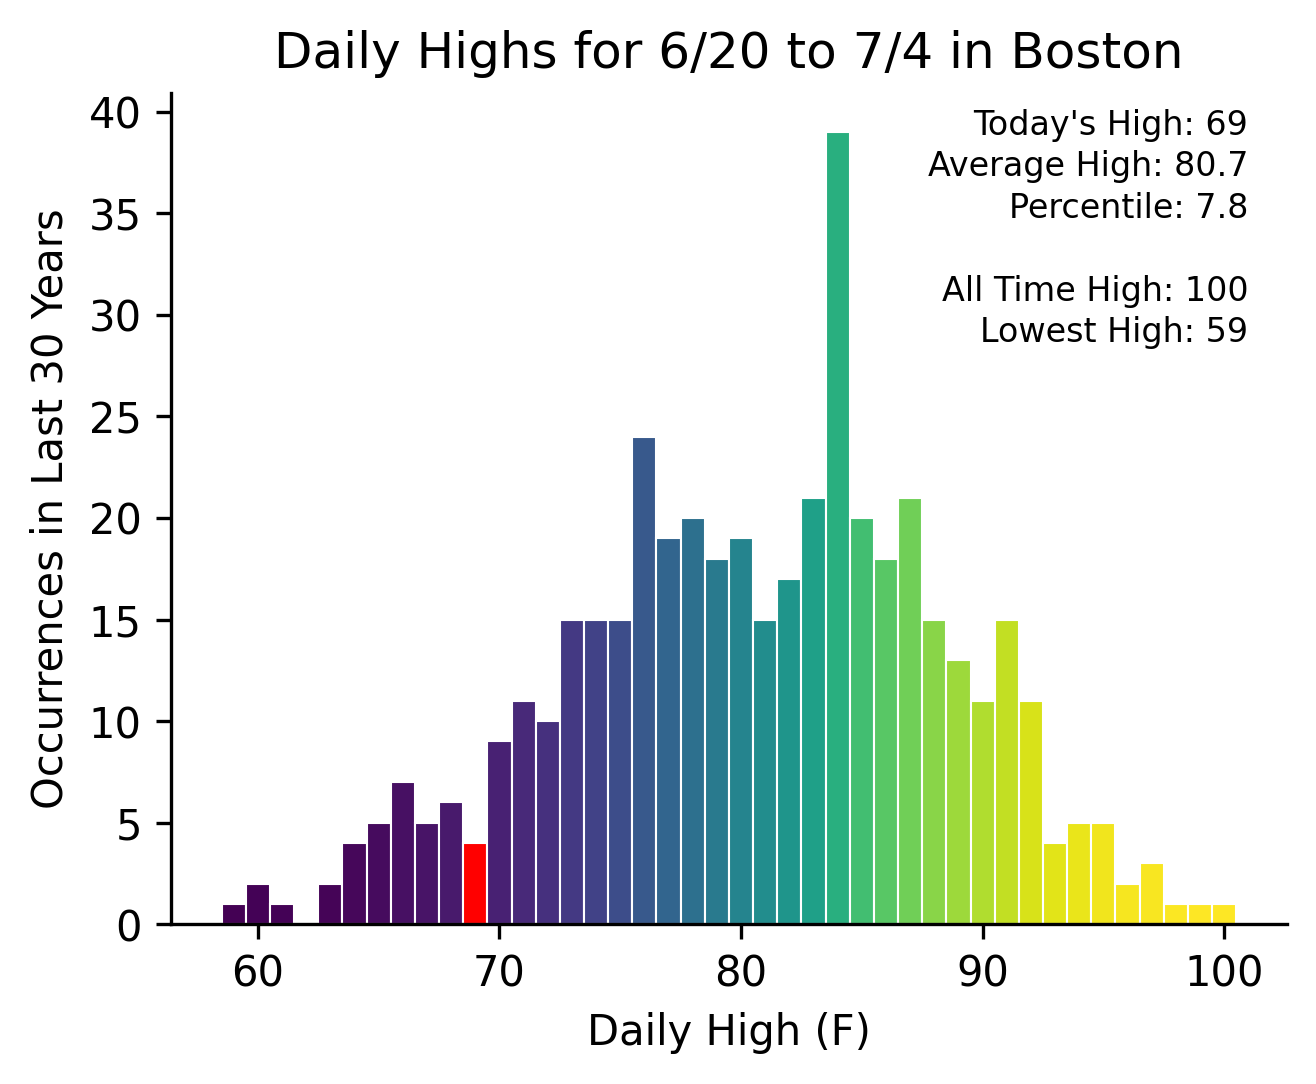 Daily Highs for 6/20 to 7/4 in Boston
Today's High: 69
Average High: 80.7
Percentile: 7.8
All Time High: 100
Lowest High: 59
Occurrences in Last 30 Years
40
35
30
25
20
15
10
5
0
60 70 80 90 100
Daily High (F)